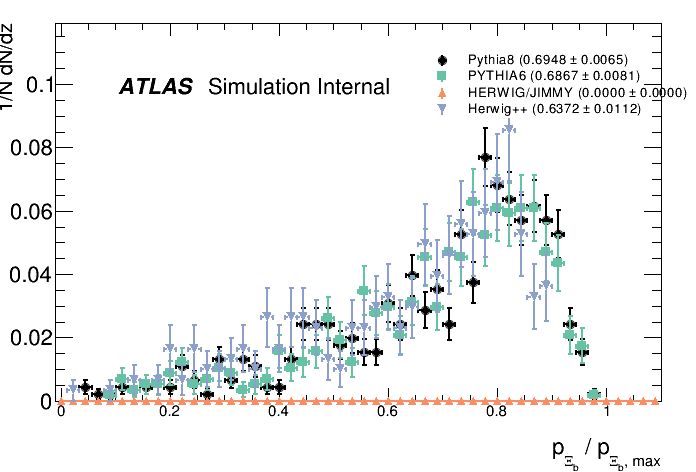 1/N dN/dz
ATLAS Simulation Internal
Pythia8 (0.6948 ± 0.0065)
PYTHIA6 (0.6867 ± 0.0081)
HERWIG/JIMMY (0.0000 ± 0.0000)
Herwig++ (0.6372 ± 0.0112)
0.1
0.08
0.06
0.04
0.02
0
0 0.2 0.4 0.6 0.8 1
p_Ξ_b / p_Ξ_b, max